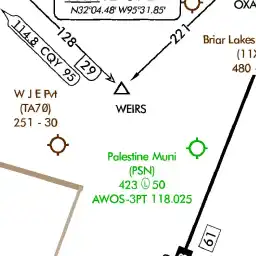 N32°04.48' W95°31.85'
OXA
128
221
114.8 CQY 95
29
Briar Lakes
(11X
480 -
W J E Pvt
(TA70)
251 - 30
WEIRS
Palestine Muni
(PSN)
423 Ⓛ 50
AWOS-3PT 118.025
61